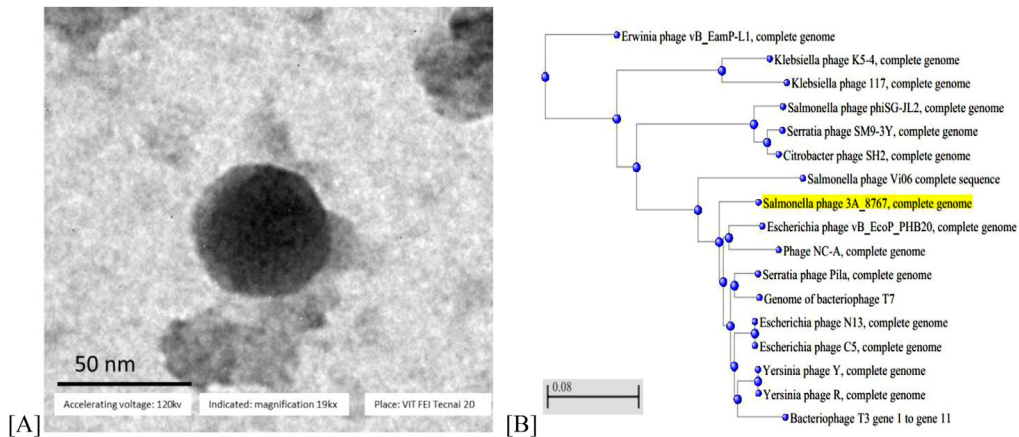 [A]
50 nm
Accelerating voltage: 120kv
Indicated: magnification 19kx
Place: VIT FEI Tecnai 20
[B]
Erwinia phage vB_EamP-L1, complete genome
Klebsiella phage K5-4, complete genome
Klebsiella phage 117, complete genome
Salmonella phage phiSG-JL2, complete genome
Serratia phage SM9-3Y, complete genome
Citrobacter phage SH2, complete genome
Salmonella phage Vi06 complete sequence
Salmonella phage 3A_8767, complete genome
Escherichia phage vB_EcoP_PHB20, complete genome
Phage NC-A, complete genome
Serratia phage Pila, complete genome
Genome of bacteriophage T7
Escherichia phage N13, complete genome
Escherichia phage C5, complete genome
Yersinia phage Y, complete genome
Yersinia phage R, complete genome
Bacteriophage T3 gene 1 to gene 11
0.08